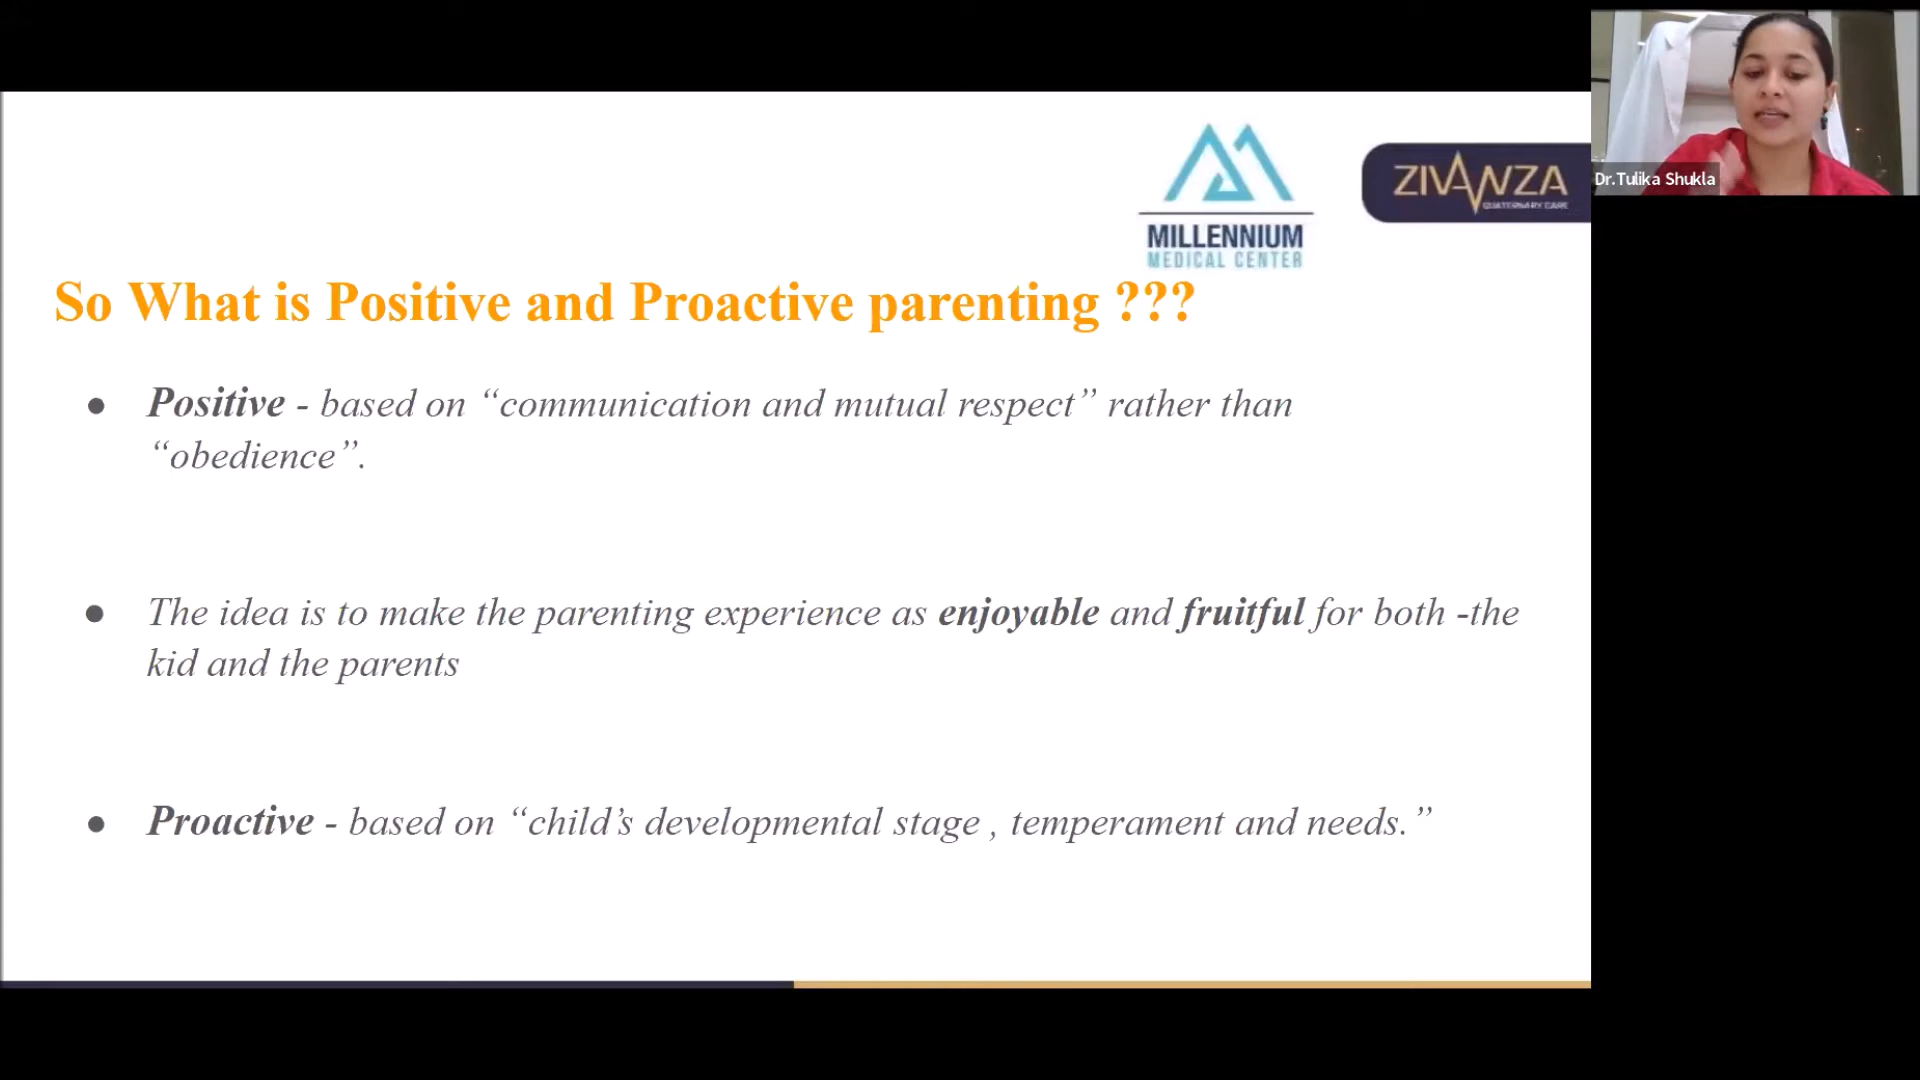 MILLENNIUM
MEDICAL CENTER
ZIVANZA
QUATERNARY CARE
Dr.Tulika Shukla
So What is Positive and Proactive parenting ???
● Positive - based on “communication and mutual respect” rather than
“obedience”.
● The idea is to make the parenting experience as enjoyable and fruitful for both -the
kid and the parents
● Proactive - based on “child’s developmental stage , temperament and needs.”